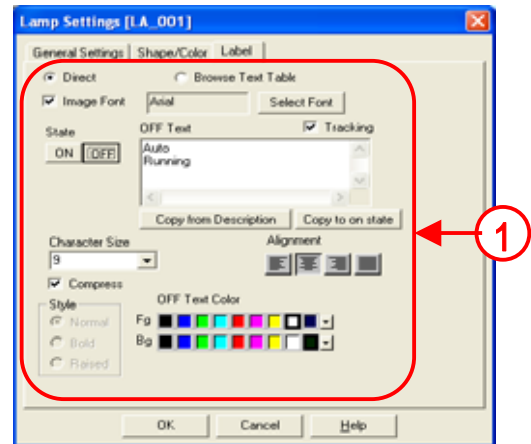 Lamp Settings [LA_001]
General Settings Shape/Color Label
Direct Browse Text Table
Image Font Arial Select Font
State OFF Text Tracking
ON OFF
Auto
Running
Copy from Description Copy to on state
Character Size Alignment
9
Compress
Style OFF Text Color
Normal Fg
Bold Bg
Raised
1
OK Cancel Help